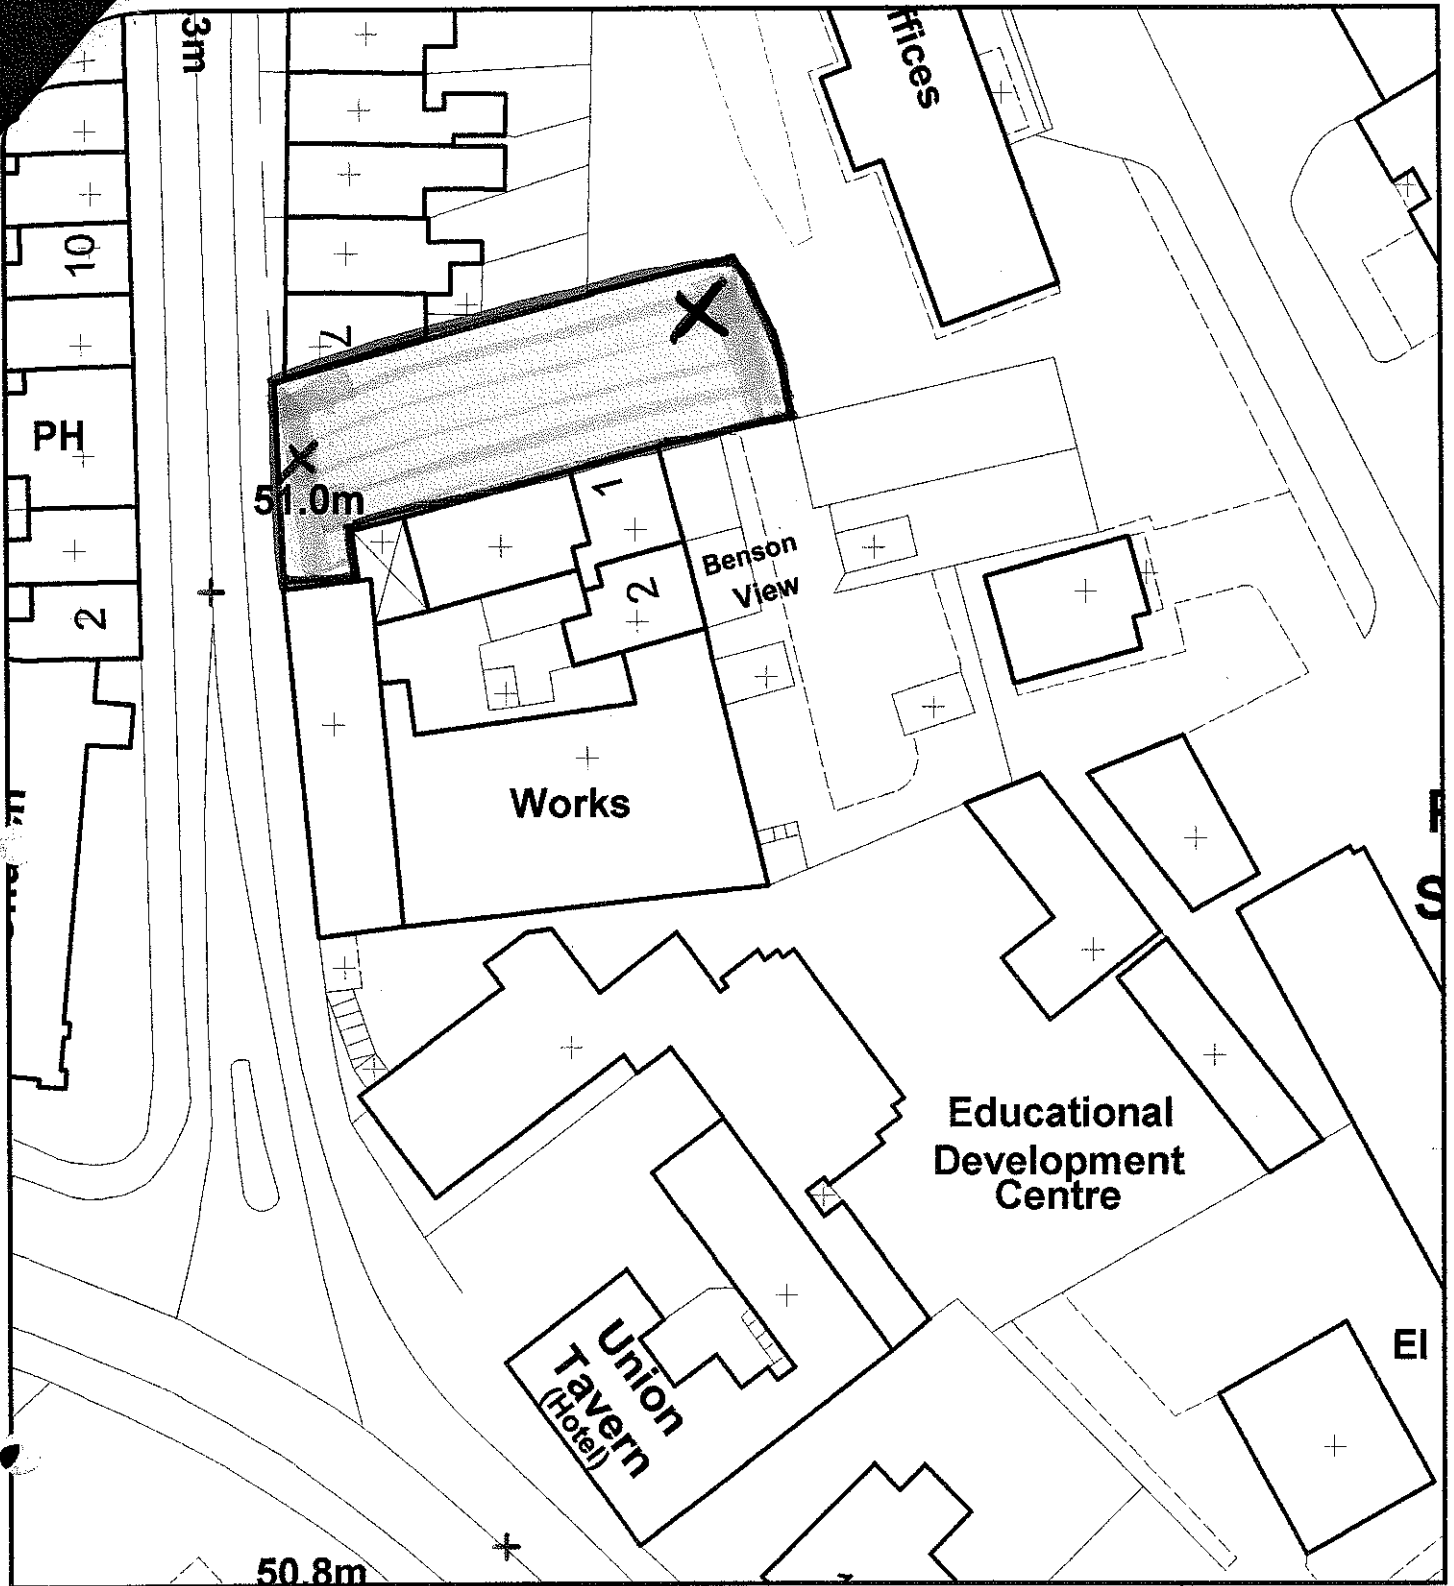 3m
ffices
10
7
PH
51.0m
1
Benson
View
2
2
Works
S
Educational
Development
Centre
Union
Tavern
(Hotel)
El
50.8m